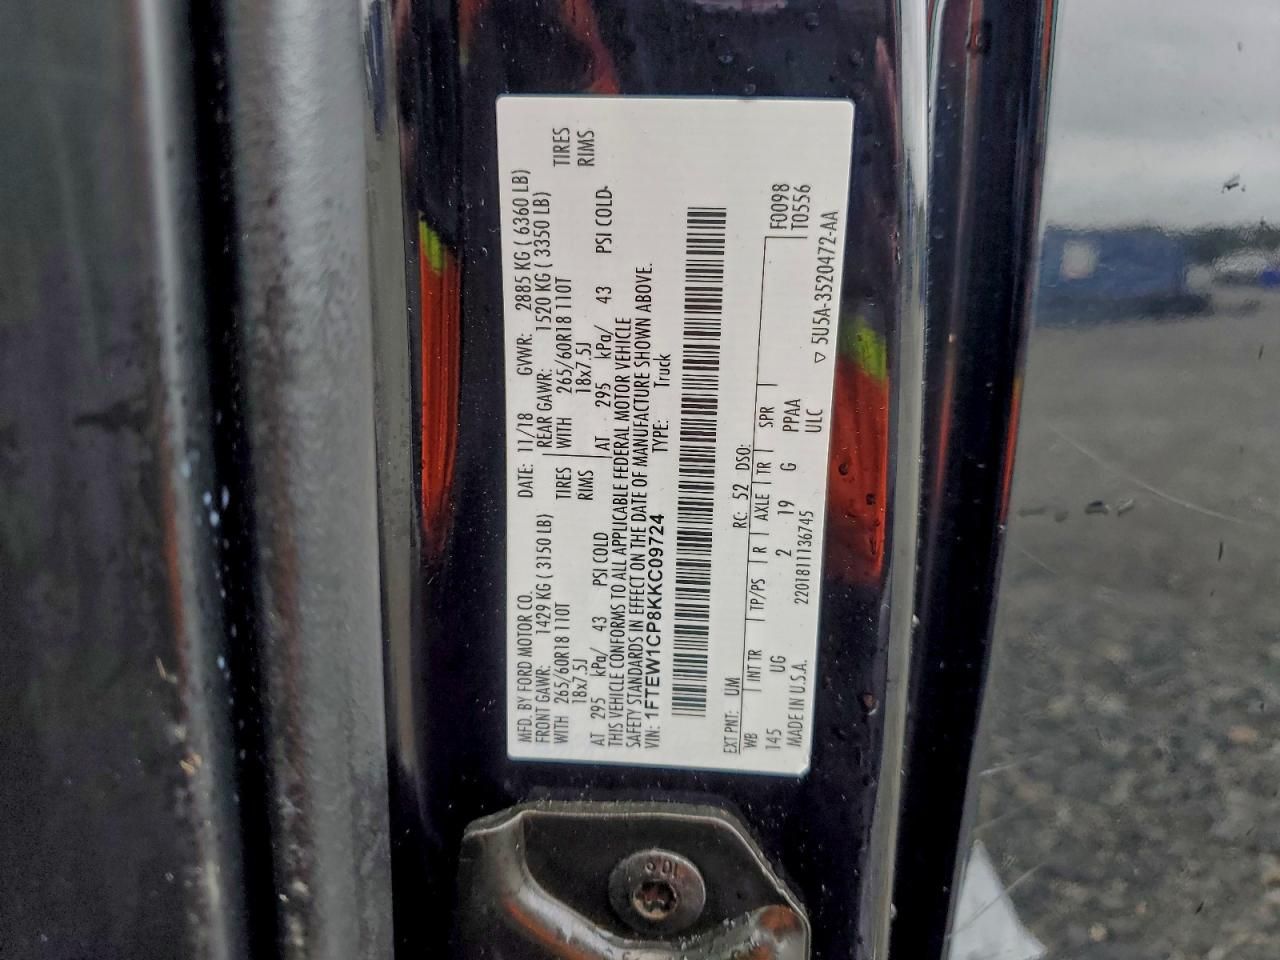 MFD. BY FORD MOTOR CO. DATE: 11/18 GVWR: 2885 KG ( 6360 LB)
FRONT GAWR: 1429 KG ( 3150 LB) REAR GAWR: 1520 KG ( 3350 LB)
WITH 265/60R18 110T TIRES WITH 265/60R18 110T TIRES
18x7.5J RIMS 18x7.5J RIMS
AT 295 kPa/ 43 PSI COLD AT 295 kPa/ 43 PSI COLD
THIS VEHICLE CONFORMS TO ALL APPLICABLE FEDERAL MOTOR VEHICLE
SAFETY STANDARDS IN EFFECT ON THE DATE OF MANUFACTURE SHOWN ABOVE.
VIN: 1FTEW1CP8KKC09724 TYPE: Truck
EXT PNT: UM RC: 52 DSO:
WB INT TR TP/PS R AXLE TR SPR F0098
145 UG 2 19 G PPAA T0556
ULC
MADE IN U.S.A. 220181113674​5 ▽ 5U5A-3520472-AA